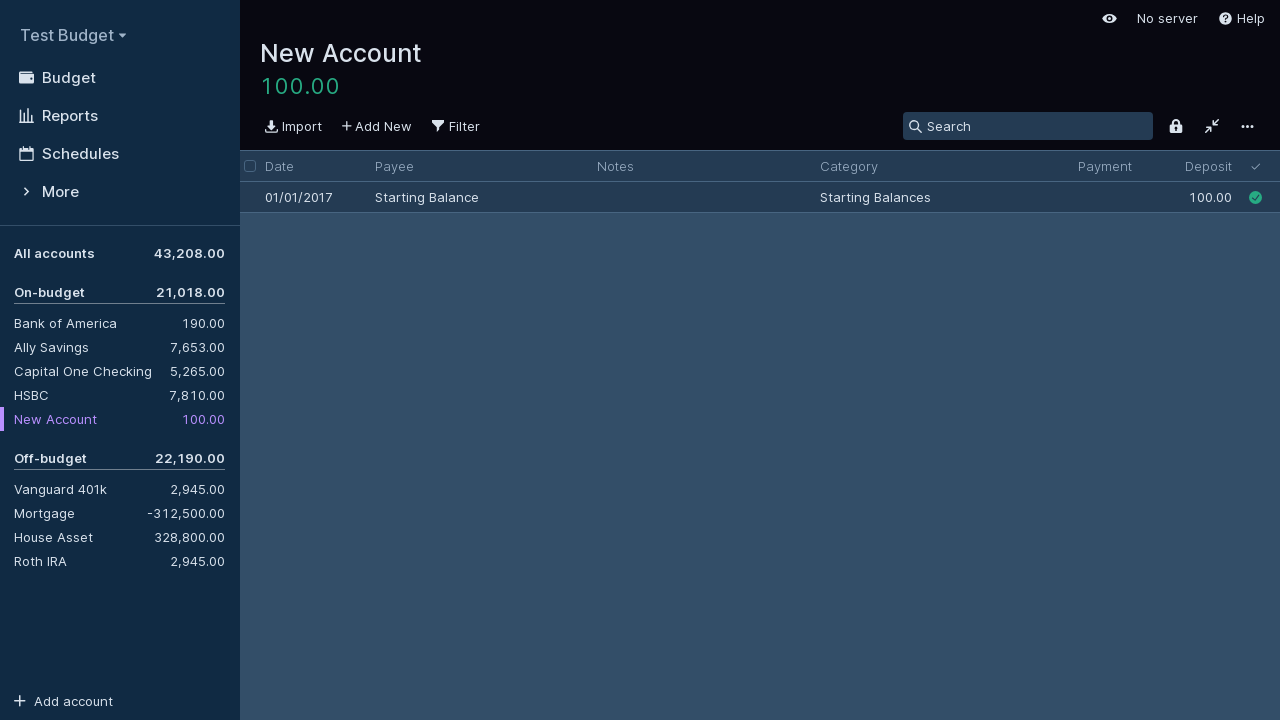 Test Budget
Budget
Reports
Schedules
More
All accounts 43,208.00
On-budget 21,018.00
Bank of America 190.00
Ally Savings 7,653.00
Capital One Checking 5,265.00
HSBC 7,810.00
New Account 100.00
Off-budget 22,190.00
Vanguard 401k 2,945.00
Mortgage -312,500.00
House Asset 328,800.00
Roth IRA 2,945.00
Add account
No server Help
New Account
100.00
Import Add New Filter Search
Date Payee Notes Category Payment Deposit
01/01/2017 Starting Balance Starting Balances 100.00